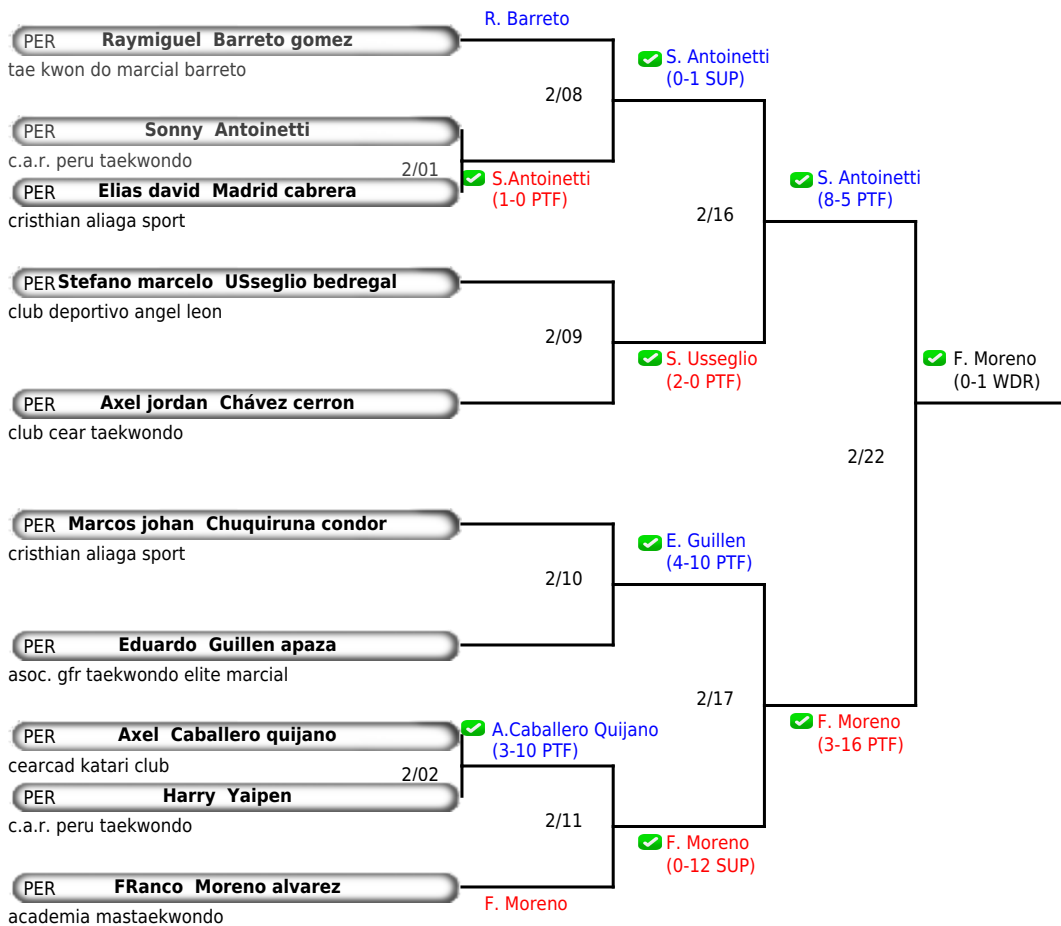 R. Barreto
PER Raymiguel Barreto gomez
tae kwon do marcial barreto
S. Antoinetti
(0-1 SUP)
2/08
PER Sonny Antoinetti
c.a.r. peru taekwondo
2/01
S.Antoinetti
(1-0 PTF)
PER Elias david Madrid cabrera
cristhian aliaga sport
S. Antoinetti
(8-5 PTF)
2/16
PER Stefano marcelo USseglio bedregal
club deportivo angel leon
2/09
S. Usseglio
(2-0 PTF)
F. Moreno
(0-1 WDR)
PER Axel jordan Chávez cerron
club cear taekwondo
2/22
PER Marcos johan Chuquiruna condor
cristhian aliaga sport
E. Guillen
(4-10 PTF)
2/10
PER Eduardo Guillen apaza
asoc. gfr taekwondo elite marcial
2/17
F. Moreno
(3-16 PTF)
PER Axel Caballero quijano
A.Caballero Quijano
(3-10 PTF)
cearcad katari club
2/02
PER Harry Yaipen
c.a.r. peru taekwondo
2/11
F. Moreno
(0-12 SUP)
PER FRanco Moreno alvarez
F. Moreno
academia mastaekwondo